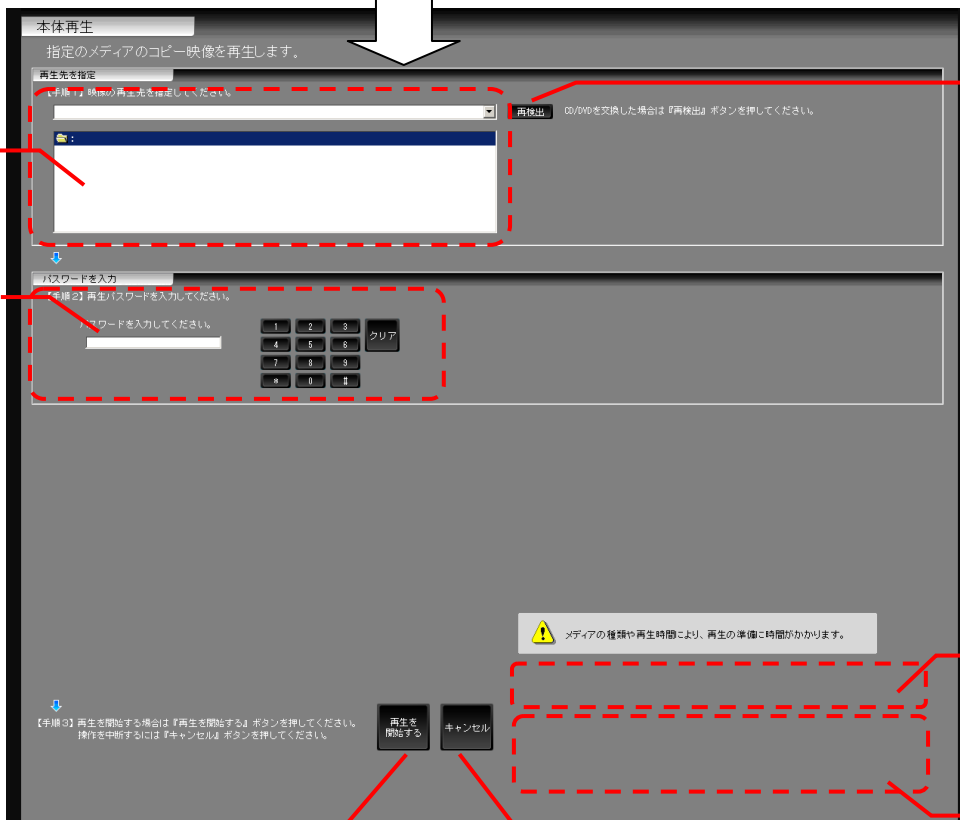 本体再生
指定のメディアのコピー映像を再生します。
再生先を指定
【手順1】映像の再生先を指定してください。
再検出 CD/DVDを交換した場合は『再検出』ボタンを押してください。
:
パスワードを入力
【手順2】再生パスワードを入力してください。
パスワードを入力してください。
1 2 3 クリア
4 5 6
7 8 9
* 0 #
メディアの種類や再生時間により、再生の準備に時間がかかります。
【手順3】再生を開始する場合は『再生を開始する』ボタンを押してください。
操作を中断するには『キャンセル』ボタンを押してください。
再生を
開始する
キャンセル